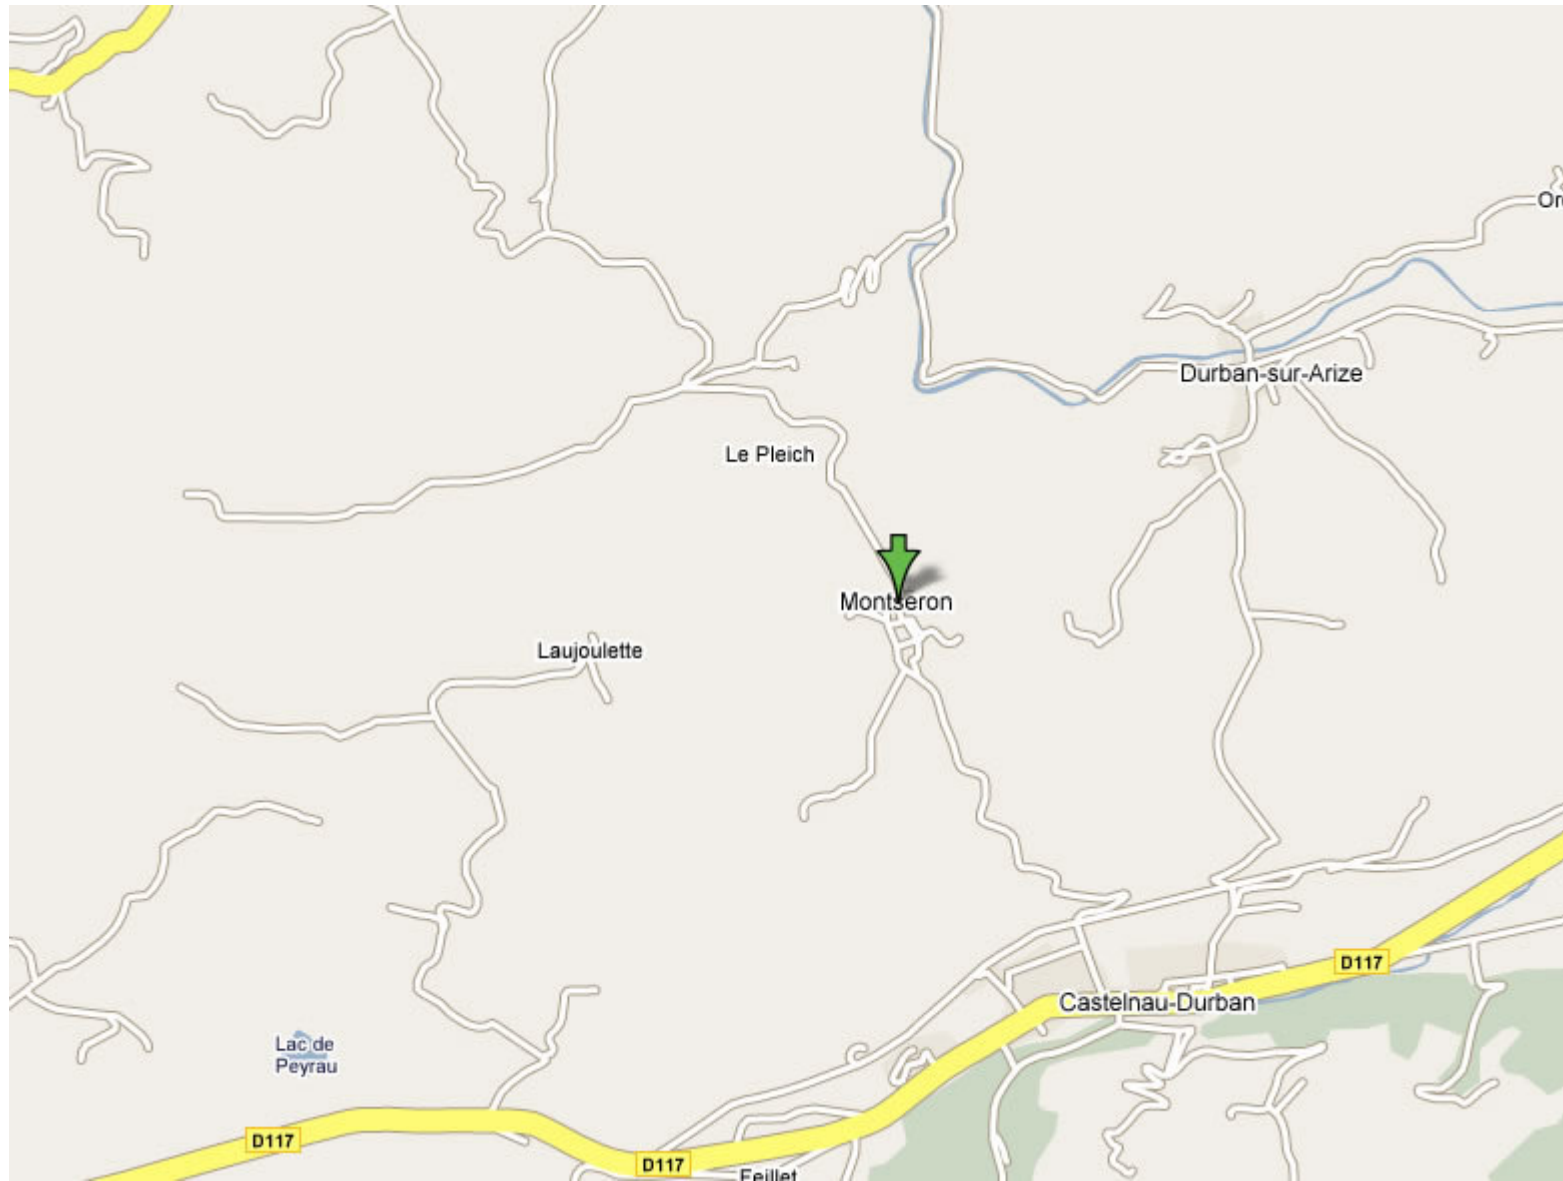 Or
Durban-sur-Arize
Le Pleich
Montseron
Laujoulette
D117
Castelnau-Durban
Lac de
Peyrau
D117
D117
Feillet